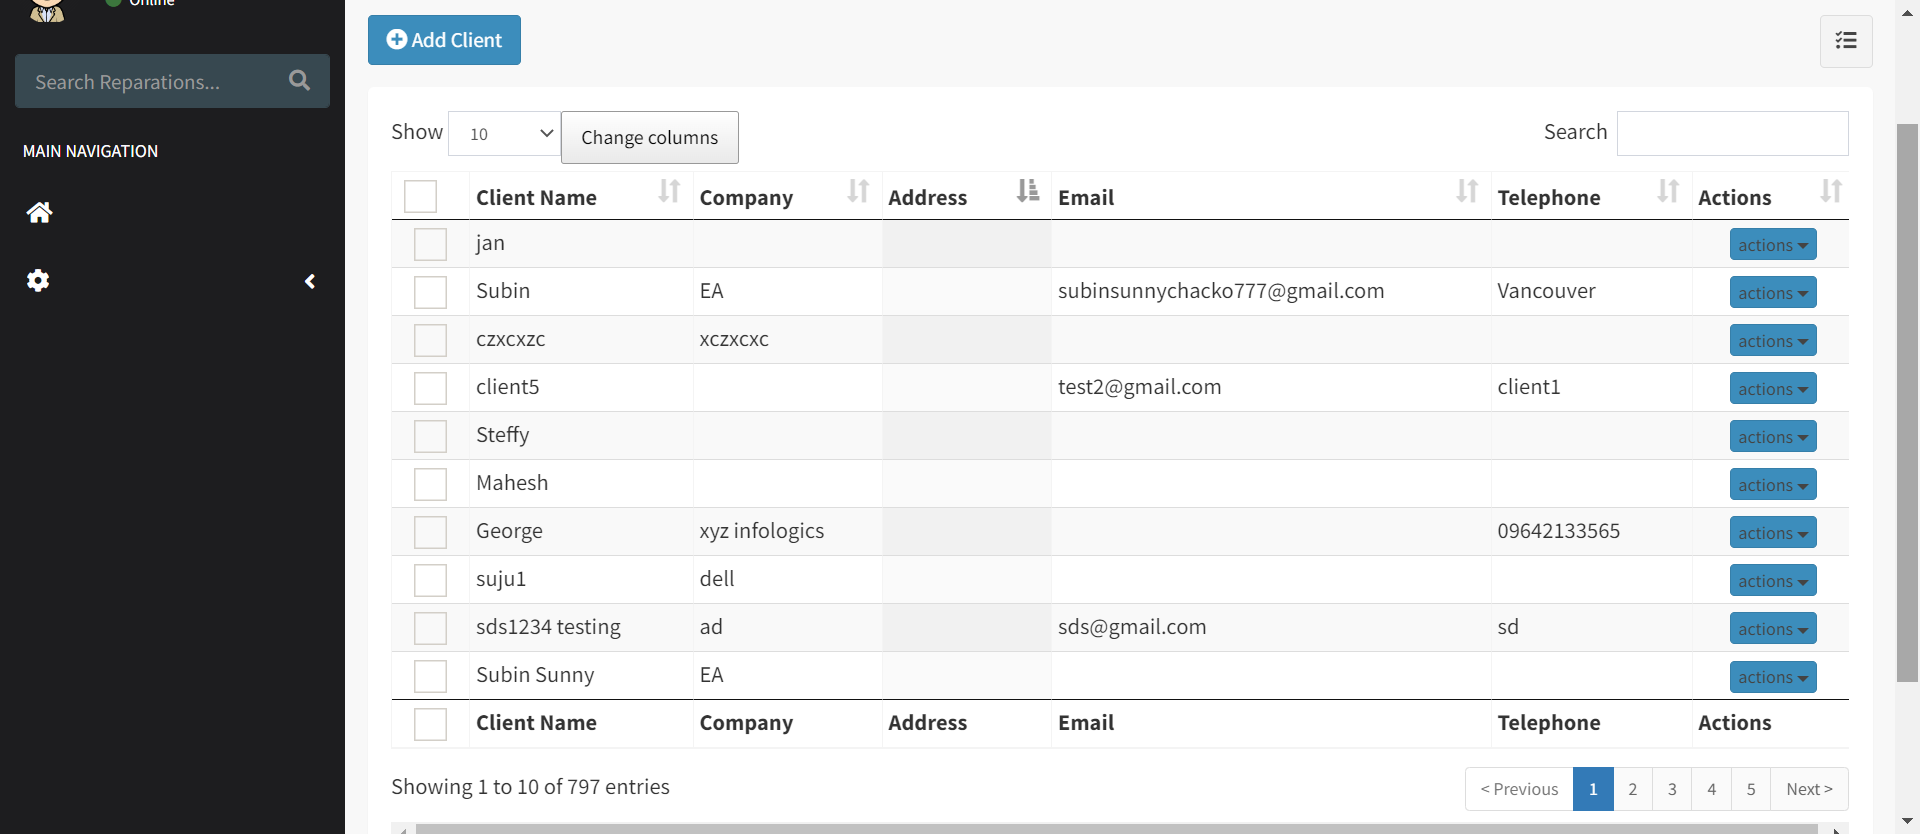 Online
Search Reparations...
MAIN NAVIGATION
Add Client
Show 10 Change columns Search
Client Name Company Address Email Telephone Actions
jan actions
Subin EA subinsunnychacko777@gmail.com Vancouver actions
czxcxzc xczxcxc actions
client5 test2@gmail.com client1 actions
Steffy actions
Mahesh actions
George xyz infologics 09642133565 actions
suju1 dell actions
sds1234 testing ad sds@gmail.com sd actions
Subin Sunny EA actions
Client Name Company Address Email Telephone Actions
Showing 1 to 10 of 797 entries < Previous 1 2 3 4 5 Next >